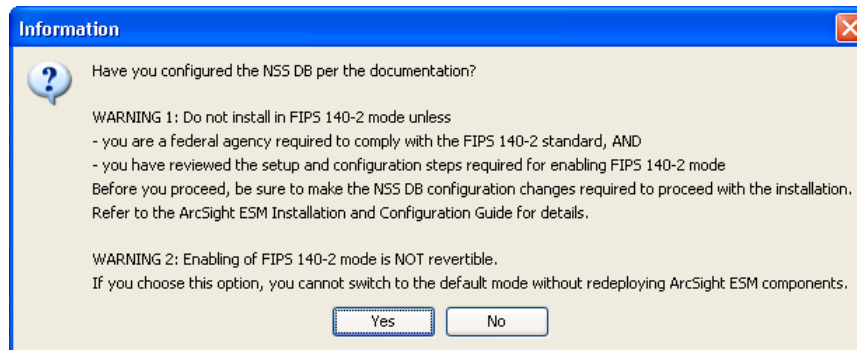 Information
Have you configured the NSS DB per the documentation?
WARNING 1: Do not install in FIPS 140-2 mode unless
- you are a federal agency required to comply with the FIPS 140-2 standard, AND
- you have reviewed the setup and configuration steps required for enabling FIPS 140-2 mode
Before you proceed, be sure to make the NSS DB configuration changes required to proceed with the installation.
Refer to the ArcSight ESM Installation and Configuration Guide for details.
WARNING 2: Enabling of FIPS 140-2 mode is NOT revertible.
If you choose this option, you cannot switch to the default mode without redeploying ArcSight ESM components.
Yes No